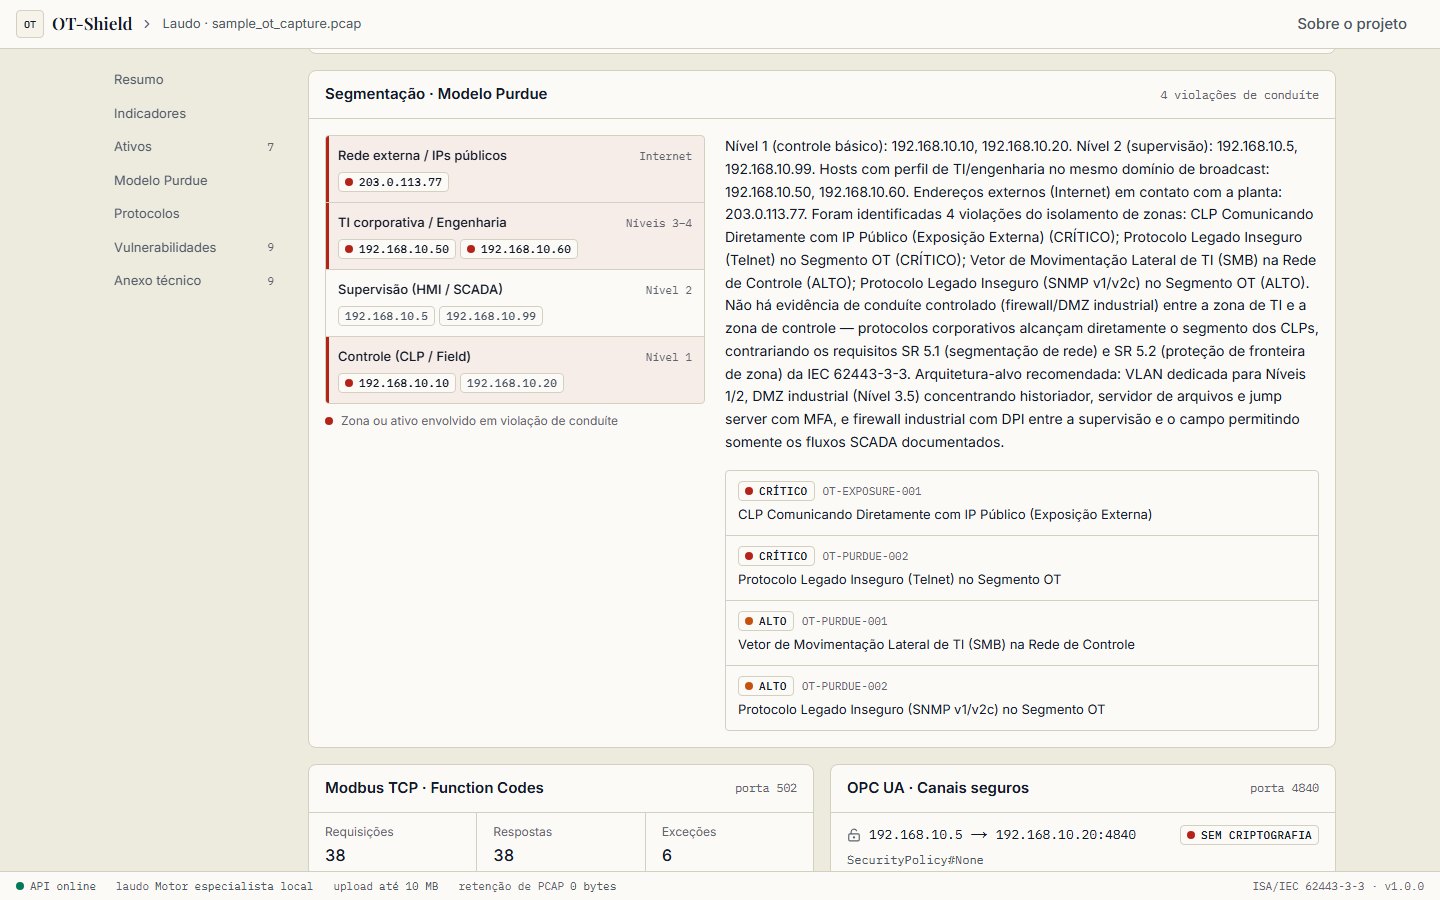 OT OT-Shield > Laudo · sample_ot_capture.pcap Sobre o projeto
Resumo
Indicadores
Ativos 7
Modelo Purdue
Protocolos
Vulnerabilidades 9
Anexo técnico 9
Segmentação · Modelo Purdue 4 violações de conduíte
Rede externa / IPs públicos Internet
203.0.113.77
TI corporativa / Engenharia Níveis 3–4
192.168.10.50 192.168.10.60
Supervisão (HMI / SCADA) Nível 2
192.168.10.5 192.168.10.99
Controle (CLP / Field) Nível 1
192.168.10.10 192.168.10.20
Zona ou ativo envolvido em violação de conduíte
Nível 1 (controle básico): 192.168.10.10, 192.168.10.20. Nível 2 (supervisão): 192.168.10.5,
192.168.10.99. Hosts com perfil de TI/engenharia no mesmo domínio de broadcast:
192.168.10.50, 192.168.10.60. Endereços externos (Internet) em contato com a planta:
203.0.113.77. Foram identificadas 4 violações do isolamento de zonas: CLP Comunicando
Diretamente com IP Público (Exposição Externa) (CRÍTICO); Protocolo Legado Inseguro
(Telnet) no Segmento OT (CRÍTICO); Vetor de Movimentação Lateral de TI (SMB) na Rede
de Controle (ALTO); Protocolo Legado Inseguro (SNMP v1/v2c) no Segmento OT (ALTO).
Não há evidência de conduíte controlado (firewall/DMZ industrial) entre a zona de TI e a
zona de controle — protocolos corporativos alcançam diretamente o segmento dos CLPs,
contrariando os requisitos SR 5.1 (segmentação de rede) e SR 5.2 (proteção de fronteira
de zona) da IEC 62443-3-3. Arquitetura-alvo recomendada: VLAN dedicada para Níveis
1/2, DMZ industrial (Nível 3.5) concentrando historiador, servidor de arquivos e jump
server com MFA, e firewall industrial com DPI entre a supervisão e o campo permitindo
somente os fluxos SCADA documentados.
CRÍTICO OT-EXPOSURE-001
CLP Comunicando Diretamente com IP Público (Exposição Externa)
CRÍTICO OT-PURDUE-002
Protocolo Legado Inseguro (Telnet) no Segmento OT
ALTO OT-PURDUE-001
Vetor de Movimentação Lateral de TI (SMB) na Rede de Controle
ALTO OT-PURDUE-002
Protocolo Legado Inseguro (SNMP v1/v2c) no Segmento OT
Modbus TCP · Function Codes porta 502
Requisições Respostas Exceções
38 38 6
OPC UA · Canais seguros porta 4840
192.168.10.5 → 192.168.10.20:4840 SEM CRIPTOGRAFIA
SecurityPolicy#None
API online laudo Motor especialista local upload até 10 MB retenção de PCAP 0 bytes ISA/IEC 62443-3-3 · v1.0.0